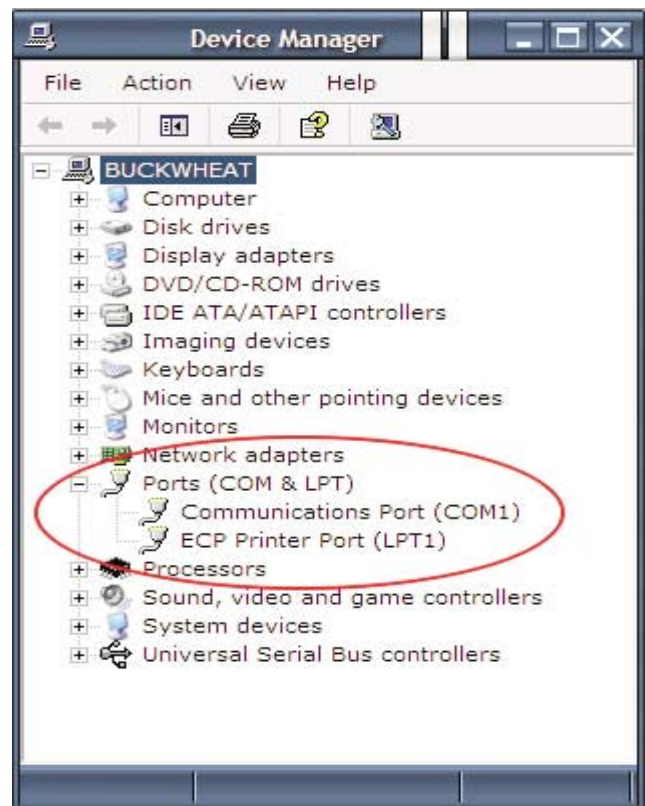 Device Manager
File Action View Help
BUCKWHEAT
Computer
Disk drives
Display adapters
DVD/CD-ROM drives
IDE ATA/ATAPI controllers
Imaging devices
Keyboards
Mice and other pointing devices
Monitors
Network adapters
Ports (COM & LPT)
Communications Port (COM1)
ECP Printer Port (LPT1)
Processors
Sound, video and game controllers
System devices
Universal Serial Bus controllers